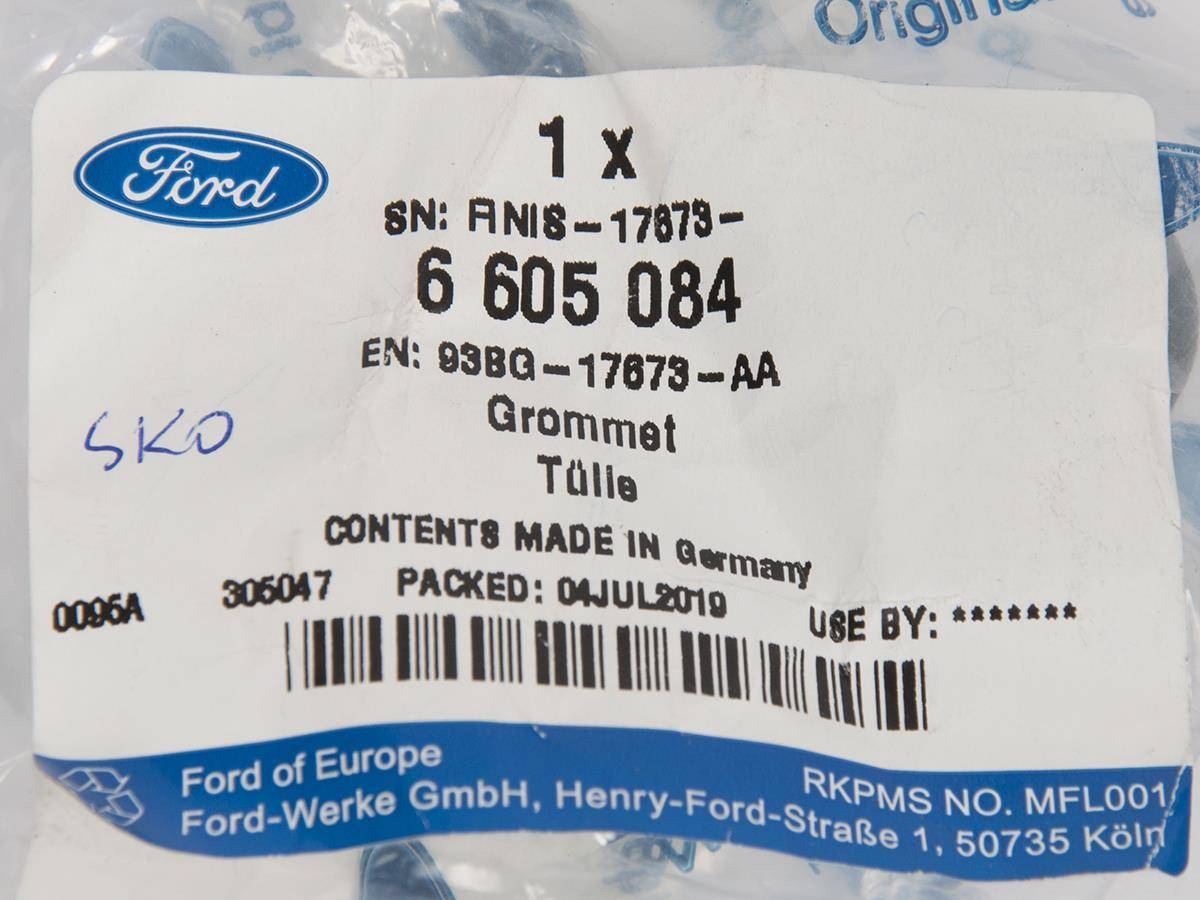 Original
Ford
1 x
SN: FINIS-17673-
6 605 084
EN: 93BG-17673-AA
Grommet
Tülle
SKO
CONTENTS MADE IN Germany
0095A 305047 PACKED: 04JUL2019 USE BY: *******
Ford of Europe
Ford-Werke GmbH, Henry-Ford-Straße 1, 50735 Köln
RKPMS NO. MFL001